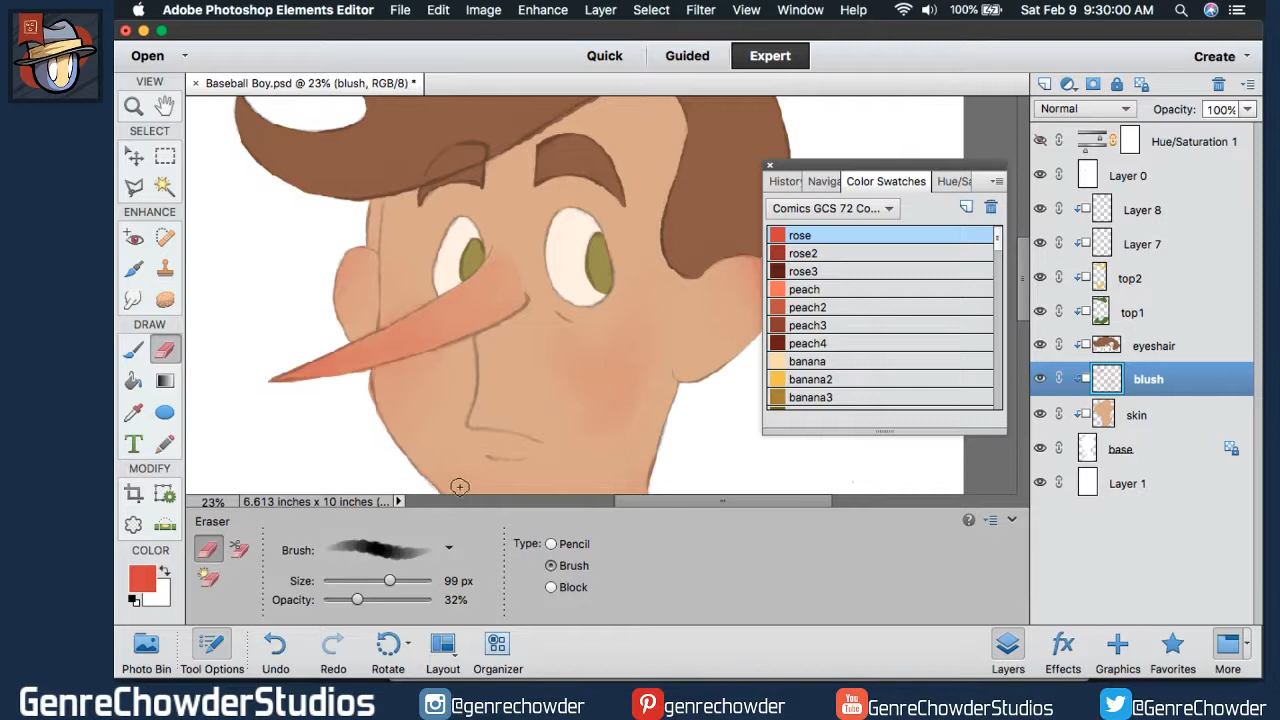 Adobe Photoshop Elements Editor File Edit Image Enhance Layer Select Filter View Window Help 100% Sat Feb 9 9:30:00 AM
Open Quick Guided Expert Create
VIEW
× Baseball Boy.psd @ 23% (blush, RGB/8) *
SELECT
ENHANCE
DRAW
MODIFY
COLOR
Histor Naviga Color Swatches Hue/Sa
Comics GCS 72 Co...
rose
rose2
rose3
peach
peach2
peach3
peach4
banana
banana2
banana3
Normal Opacity: 100%
Hue/Saturation 1
Layer 0
Layer 8
Layer 7
top2
top1
eyeshair
blush
skin
base
Layer 1
23% 6.613 inches x 10 inches (...
Eraser
Brush:
Size: 99 px
Opacity: 32%
Type: Pencil
Brush
Block
Photo Bin Tool Options Undo Redo Rotate Layout Organizer Layers Effects Graphics Favorites More
GenreChowderStudios @genrechowder genrechowder GenreChowderStudios @GenreChowder